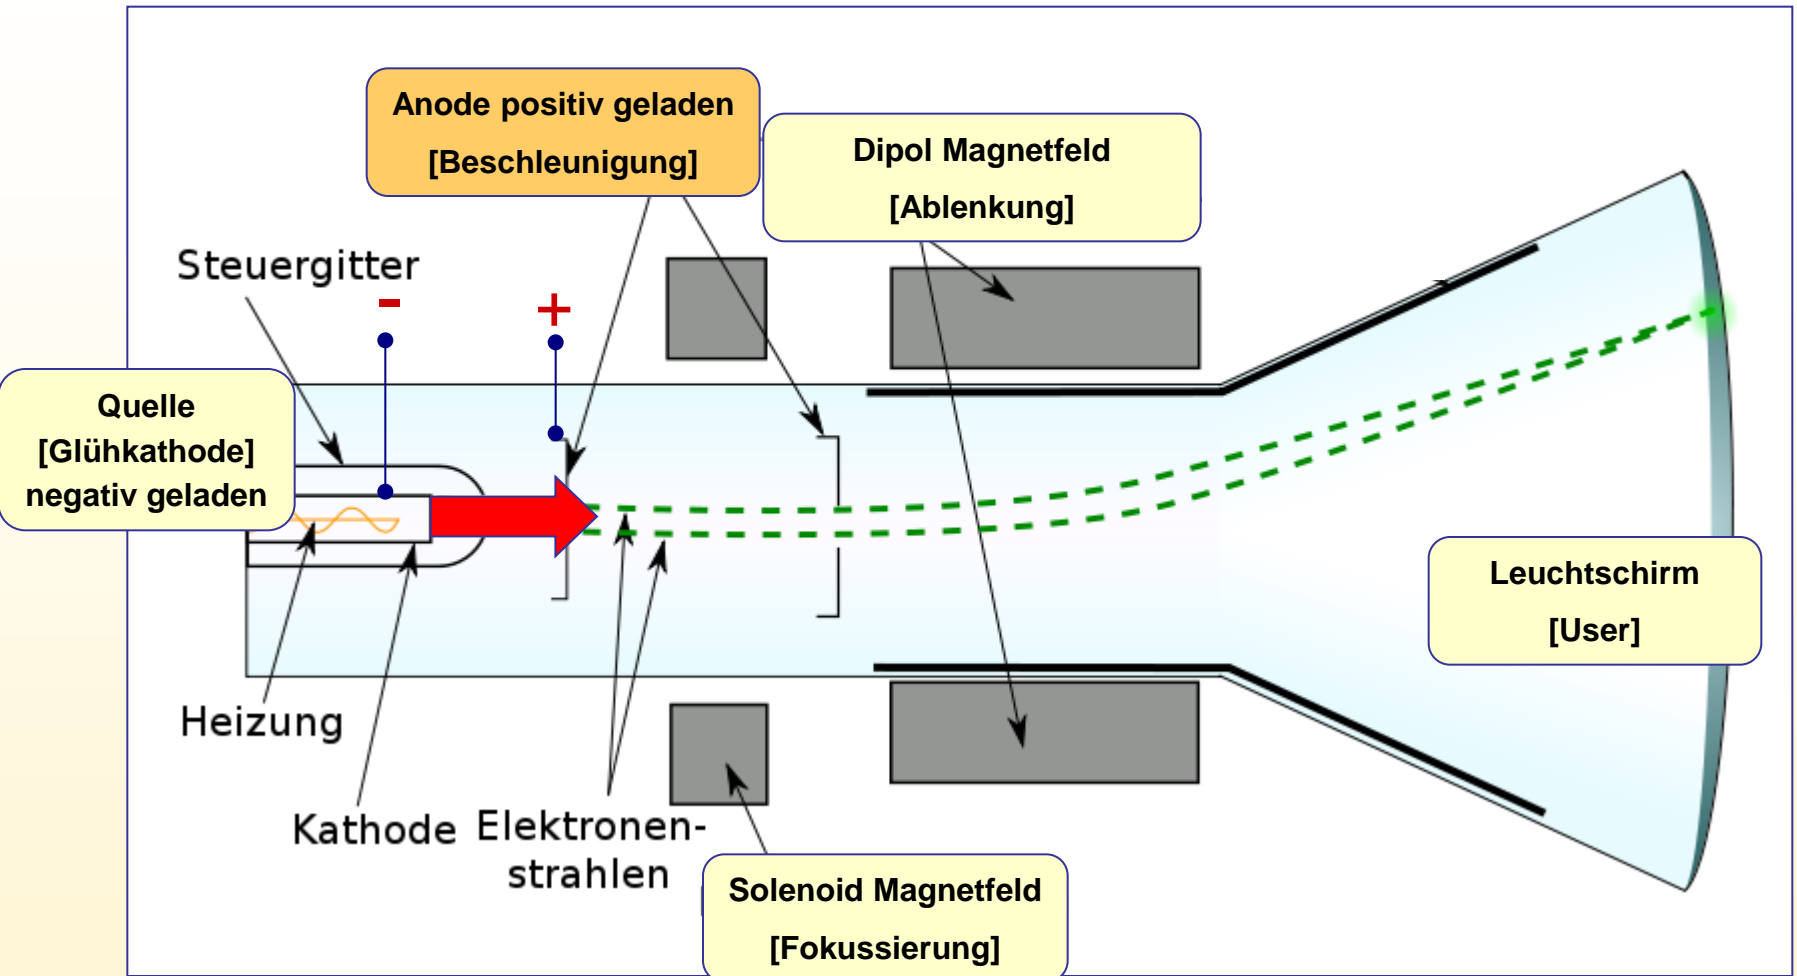 Anode positiv geladen
[Beschleunigung]
Dipol Magnetfeld
[Ablenkung]
Steuergitter
-
+
Quelle
[Glühkathode]
negativ geladen
Leuchtschirm
[User]
Heizung
Kathode
Elektronen-
strahlen
Solenoid Magnetfeld
[Fokussierung]